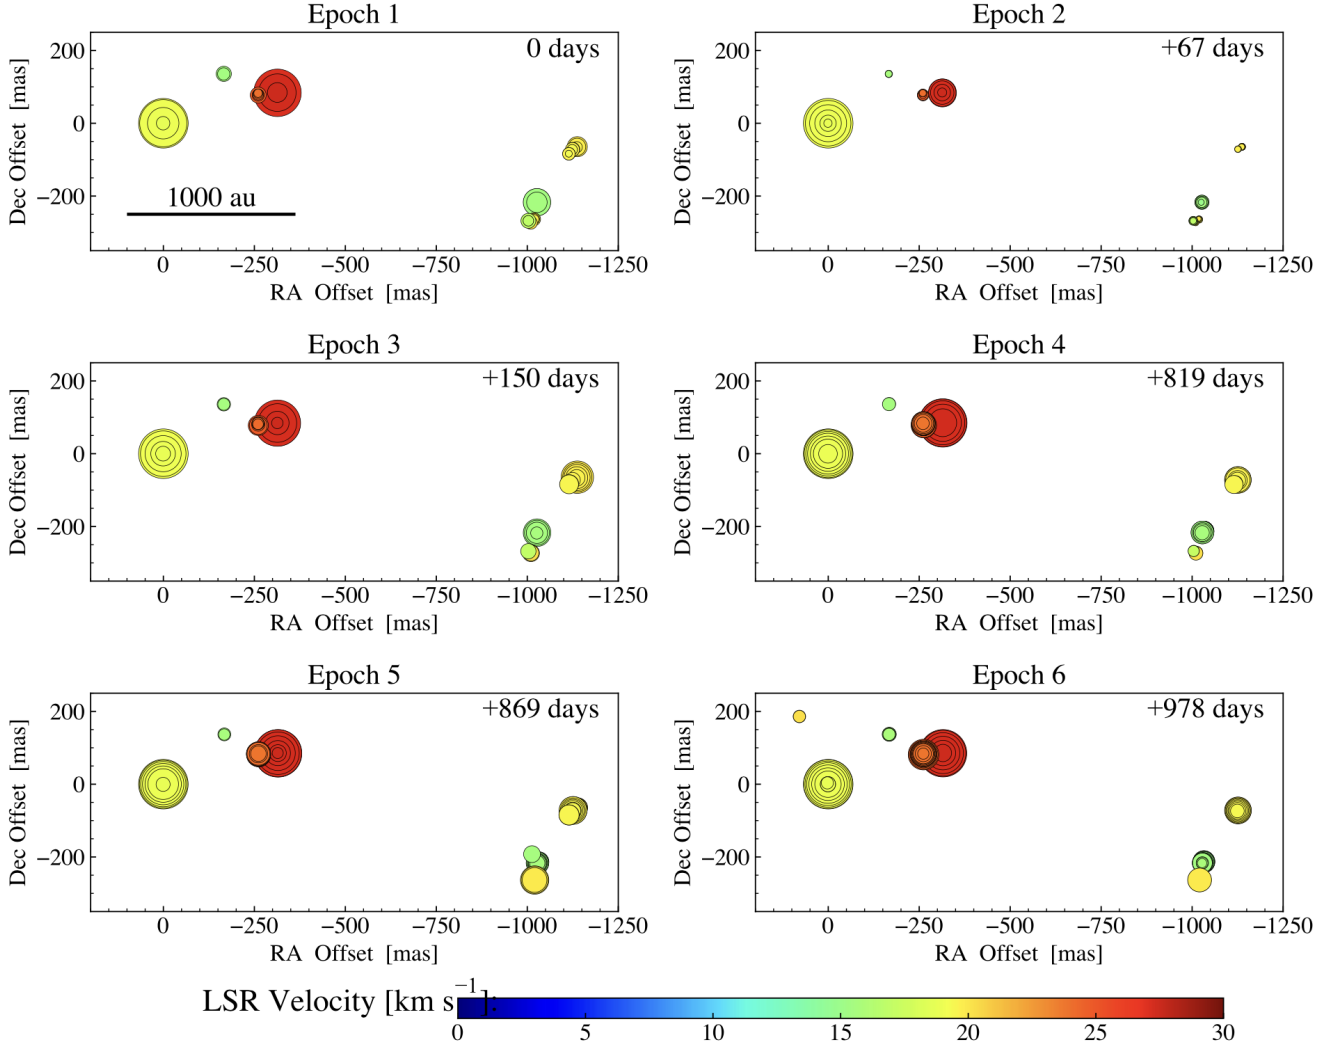 Epoch 1
0 days
200
0
−200
Dec Offset [mas]
1000 au
0 −250 −500 −750 −1000 −1250
RA Offset [mas]
Epoch 2
+67 days
200
0
−200
Dec Offset [mas]
0 −250 −500 −750 −1000 −1250
RA Offset [mas]
Epoch 3
+150 days
200
0
−200
Dec Offset [mas]
0 −250 −500 −750 −1000 −1250
RA Offset [mas]
Epoch 4
+819 days
200
0
−200
Dec Offset [mas]
0 −250 −500 −750 −1000 −1250
RA Offset [mas]
Epoch 5
+869 days
200
0
−200
Dec Offset [mas]
0 −250 −500 −750 −1000 −1250
RA Offset [mas]
Epoch 6
+978 days
200
0
−200
Dec Offset [mas]
0 −250 −500 −750 −1000 −1250
RA Offset [mas]
LSR Velocity [km s⁻¹]:
0 5 10 15 20 25 30